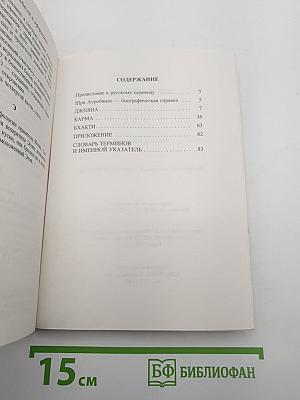 СОДЕРЖАНИЕ
Предисловие к русскому переводу . . . 3
Шри Ауробиндо — биографическая справка . . . 5
ДЖНЯНА . . . 7
КАРМА . . . 36
БХАКТИ . . . 63
ПРИЛОЖЕНИЕ . . . 82
СЛОВАРЬ ТЕРМИНОВ
И ИМЕННОЙ УКАЗАТЕЛЬ . . . 83
Э
15 см
БФ БИБЛИОФАН